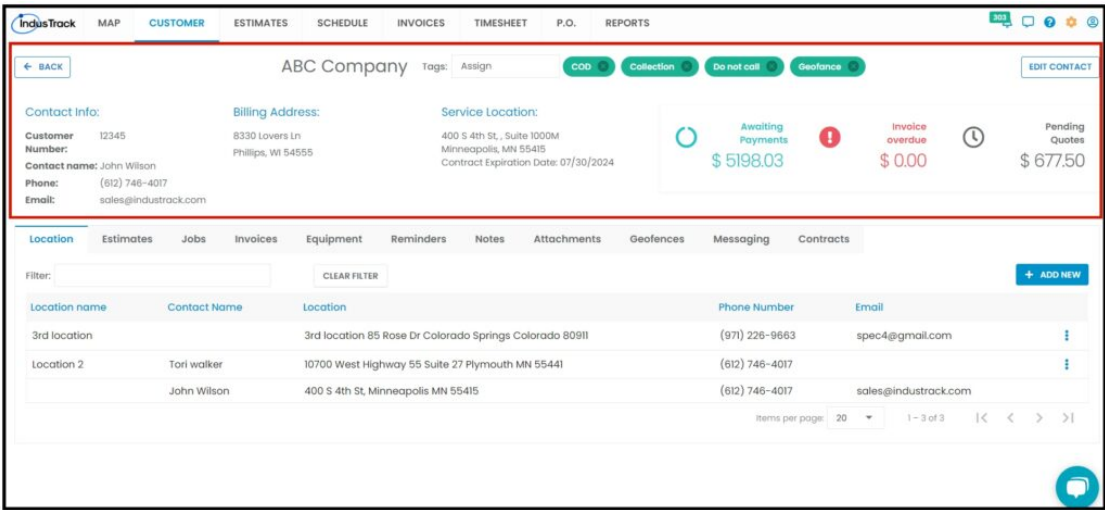 IndusTrack MAP CUSTOMER ESTIMATES SCHEDULE INVOICES TIMESHEET P.O. REPORTS 303
← BACK ABC Company Tags: Assign COD Collection Do not call Geofance EDIT CONTACT
Contact Info:
Customer Number: 12345
Contact name: John Wilson
Phone: (612) 746-4017
Email: sales@industrack.com
Billing Address:
8330 Lovers Ln
Phillips, WI 54555
Service Location:
400 S 4th St, , Suite 1000M
Minneapolis, MN 55415
Contract Expiration Date: 07/30/2024
Awaiting
Payments
$ 5198.03
Invoice
overdue
$ 0.00
Pending
Quotes
$ 677.50
Location Estimates Jobs Invoices Equipment Reminders Notes Attachments Geofences Messaging Contracts
Filter: CLEAR FILTER + ADD NEW
Location name Contact Name Location Phone Number Email
3rd location 3rd location 85 Rose Dr Colorado Springs Colorado 80911 (971) 226-9663 spec4@gmail.com
Location 2 Tori walker 10700 West Highway 55 Suite 27 Plymouth MN 55441 (612) 746-4017
John Wilson 400 S 4th St, Minneapolis MN 55415 (612) 746-4017 sales@industrack.com
Items per page: 20 1 – 3 of 3